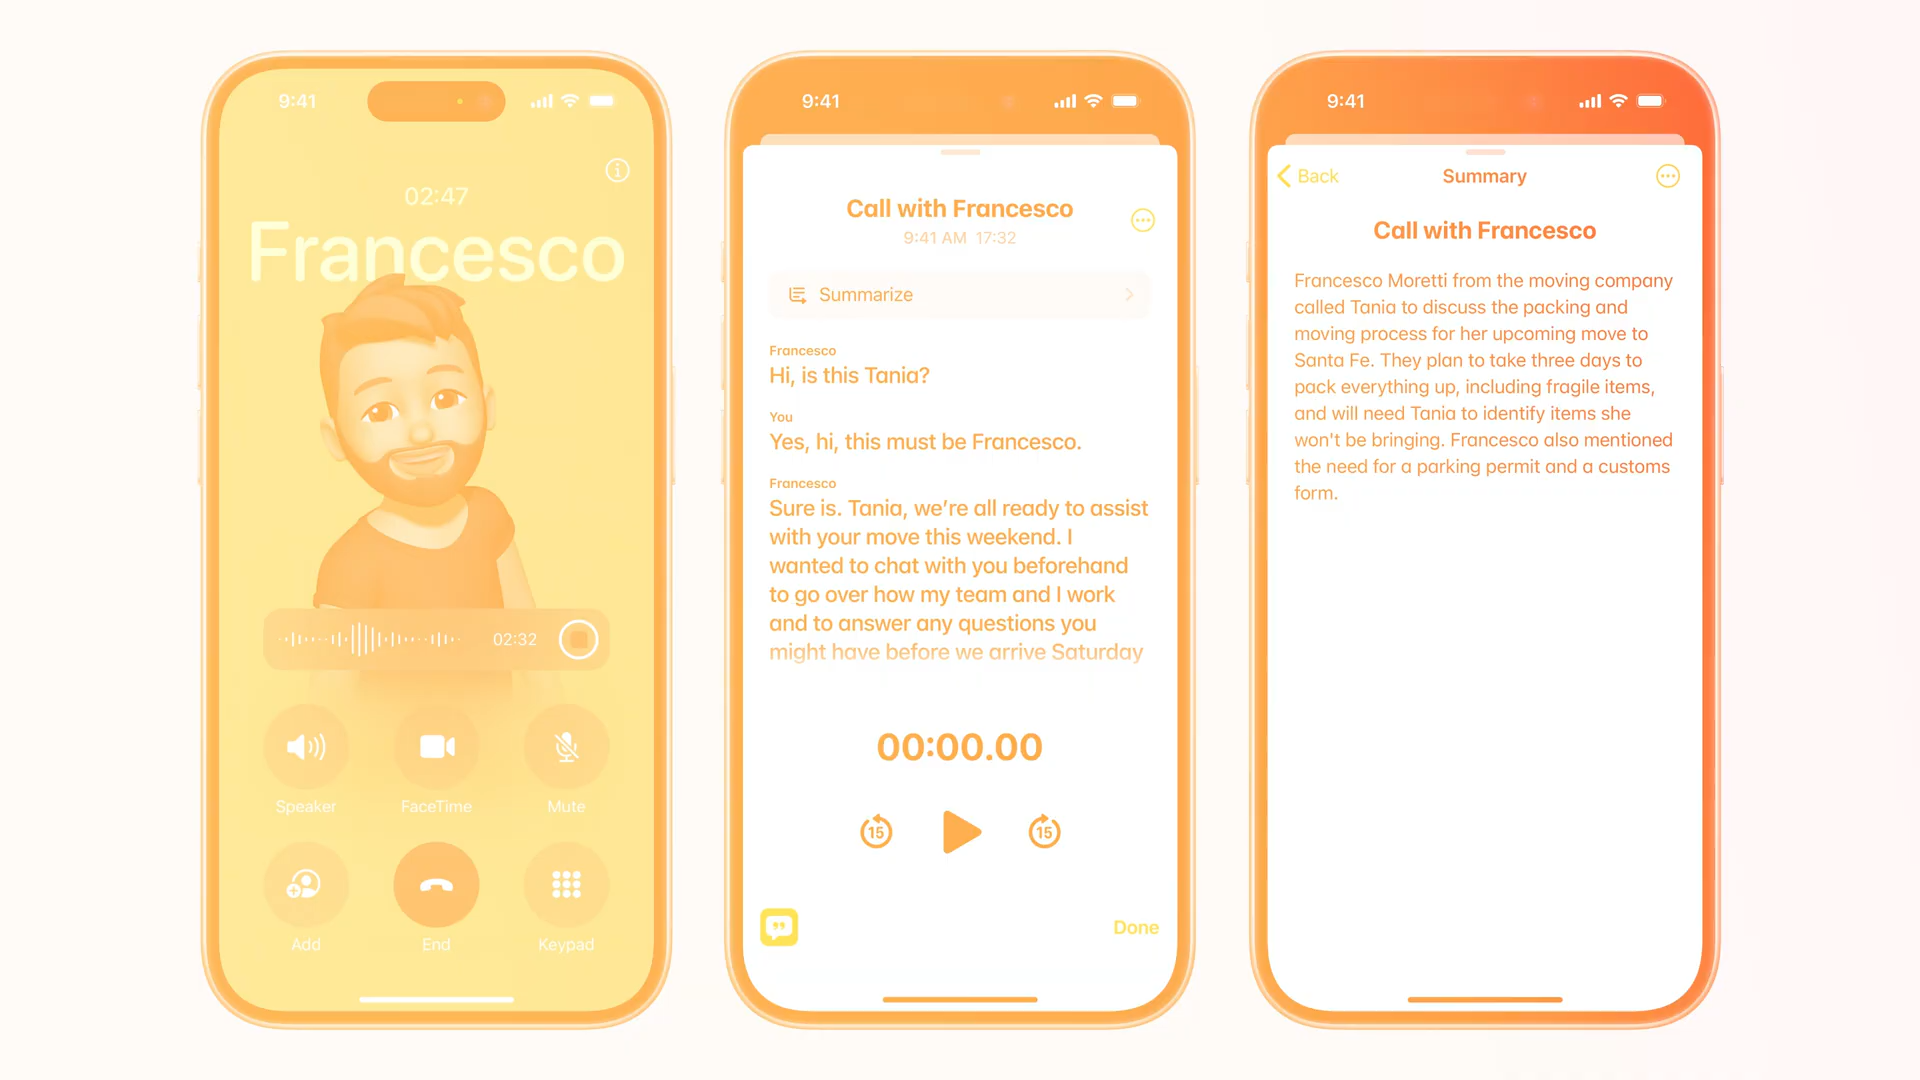 9:41
02:47
Francesco
02:32
Speaker
FaceTime
Mute
Add
End
Keypad
9:41
Call with Francesco
9:41 AM 17:32
Summarize
Francesco
Hi, is this Tania?
You
Yes, hi, this must be Francesco.
Francesco
Sure is. Tania, we’re all ready to assist
with your move this weekend. I
wanted to chat with you beforehand
to go over how my team and I work
and to answer any questions you
might have before we arrive Saturday
00:00.00
15
15
Done
9:41
Back
Summary
Call with Francesco
Francesco Moretti from the moving company
called Tania to discuss the packing and
moving process for her upcoming move to
Santa Fe. They plan to take three days to
pack everything up, including fragile items,
and will need Tania to identify items she
won't be bringing. Francesco also mentioned
the need for a parking permit and a customs
form.